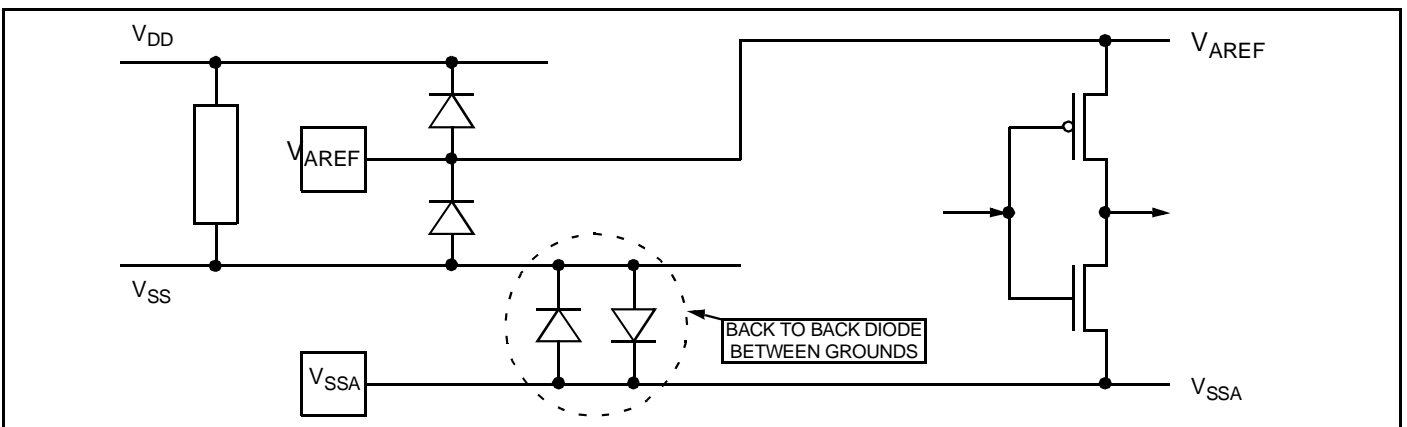 VDD
VAREF
VAREF
VSS
BACK TO BACK DIODE
BETWEEN GROUNDS
VSSA
VSSA